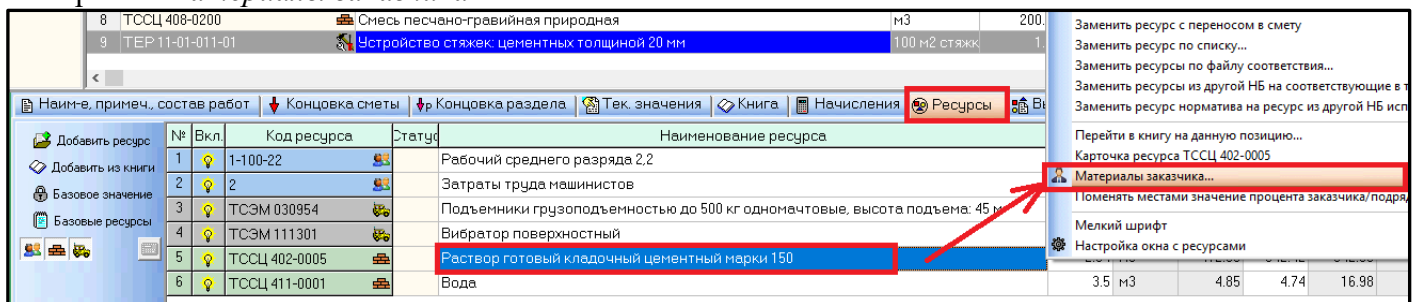 8 ТССЦ 408-0200 Смесь песчано-гравийная природная м3 200.
9 ТЕР 11-01-011-01 Устройство стяжек: цементных толщиной 20 мм 100 м2 стяжк 1.
Заменить ресурс с переносом в смету
Заменить ресурс по списку...
Заменить ресурсы по файлу соответствия...
Заменить ресурсы из другой НБ на соответствующие в т
Заменить ресурс норматива на ресурс из другой НБ исп
Перейти в книгу на данную позицию...
Карточка ресурса ТССЦ 402-0005
Материалы заказчика...
Поменять местами значение процента заказчика/подря
Мелкий шрифт
Настройка окна с ресурсами
Наим-е, примеч., состав работ Концовка сметы Концовка раздела Тек. значения Книга Начисления Ресурсы Вы
Добавить ресурс
Добавить из книги
Базовое значение
Базовые ресурсы
№ Вкл. Код ресурса Статус Наименование ресурса
1 1-100-22 Рабочий среднего разряда 2,2
2 2 Затраты труда машинистов
3 ТСЭМ 030954 Подъемники грузоподъемностью до 500 кг одномачтовые, высота подъема: 45 м
4 ТСЭМ 111301 Вибратор поверхностный
5 ТССЦ 402-0005 Раствор готовый кладочный цементный марки 150
6 ТССЦ 411-0001 Вода 3.5 м3 4.85 4.74 16.98